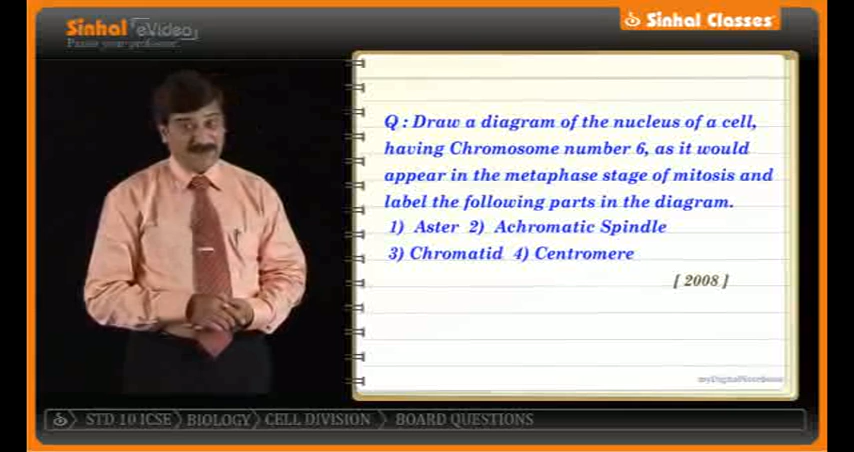 Sinhal eVideo
Sinhal Classes
Q : Draw a diagram of the nucleus of a cell,
having Chromosome number 6, as it would
appear in the metaphase stage of mitosis and
label the following parts in the diagram.
1) Aster 2) Achromatic Spindle
3) Chromatid 4) Centromere
[ 2008 ]
STD 10 ICSE BIOLOGY CELL DIVISION BOARD QUESTIONS